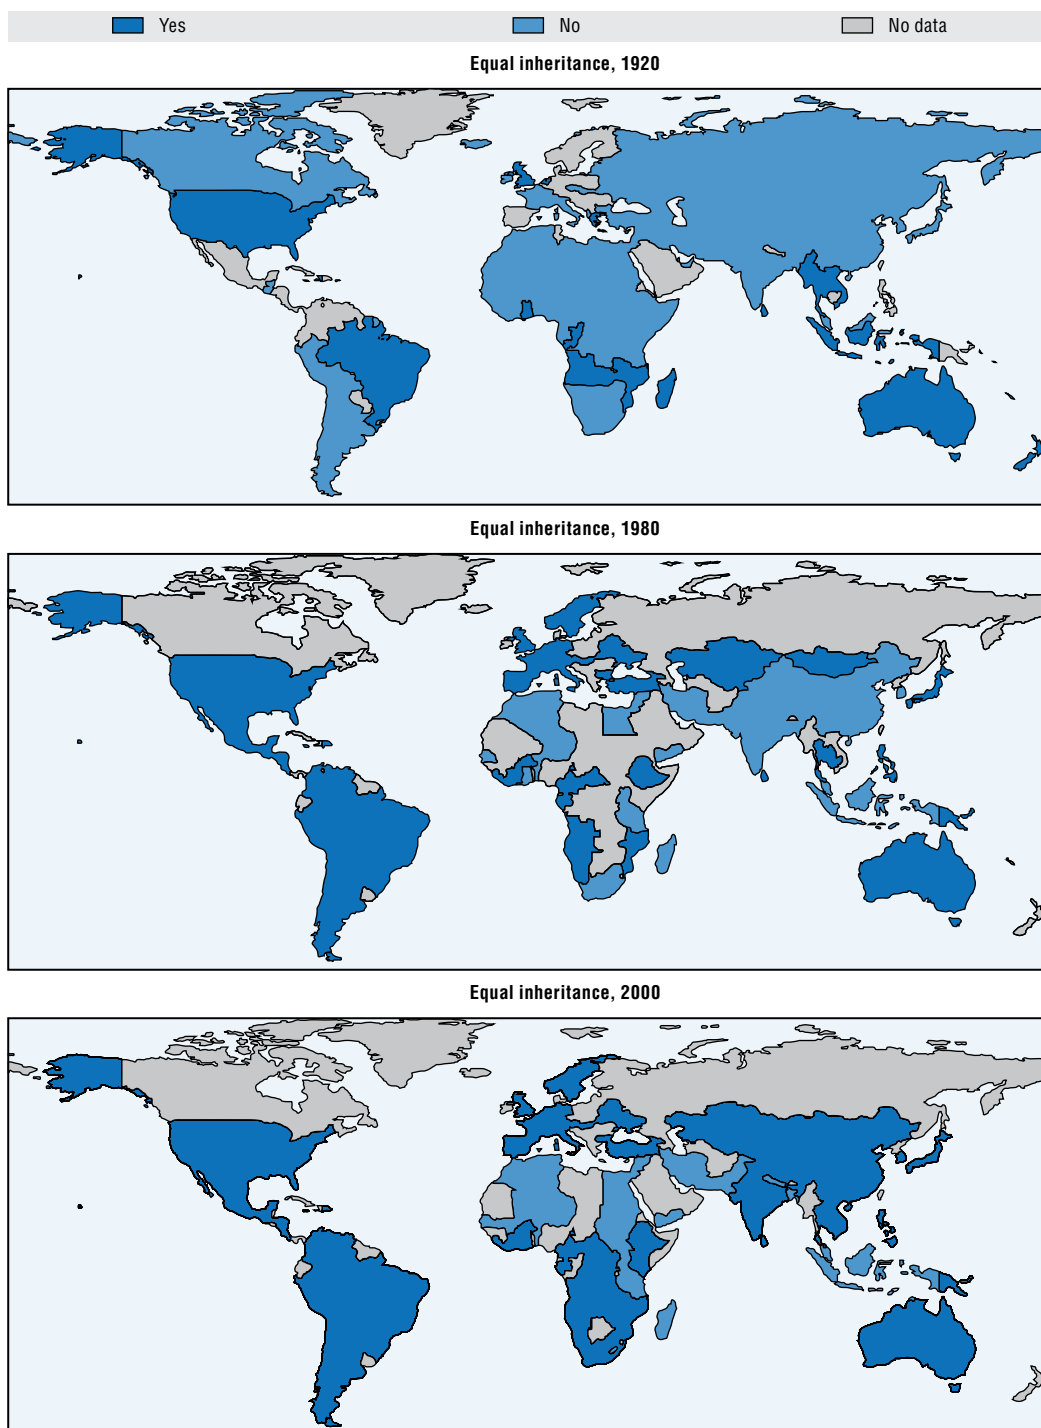 Yes No No data
Equal inheritance, 1920
Equal inheritance, 1980
Equal inheritance, 2000